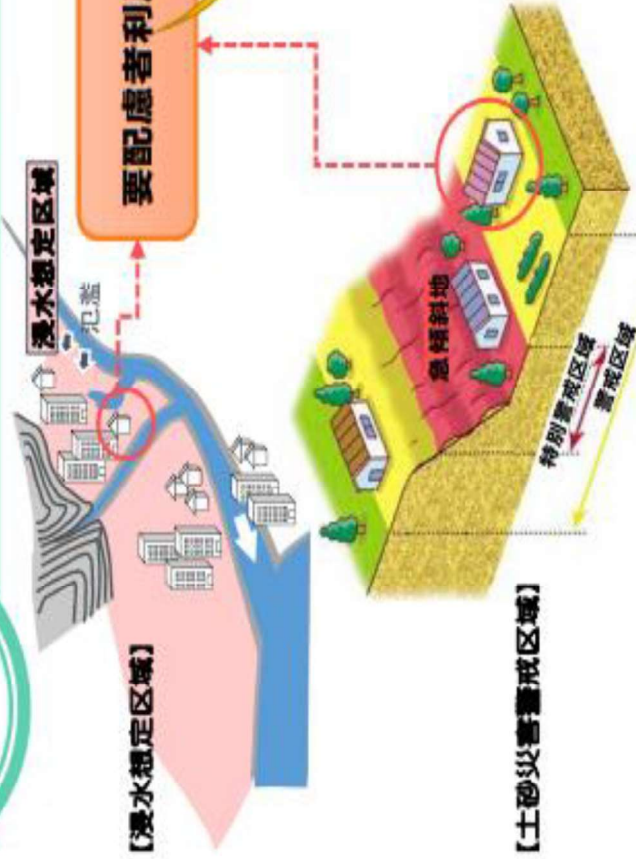 【浸水想定区域】
浸水想定区域
氾濫
要配慮者利
【土砂災害警戒区域】
急傾斜地
特別警戒区域
警戒区域